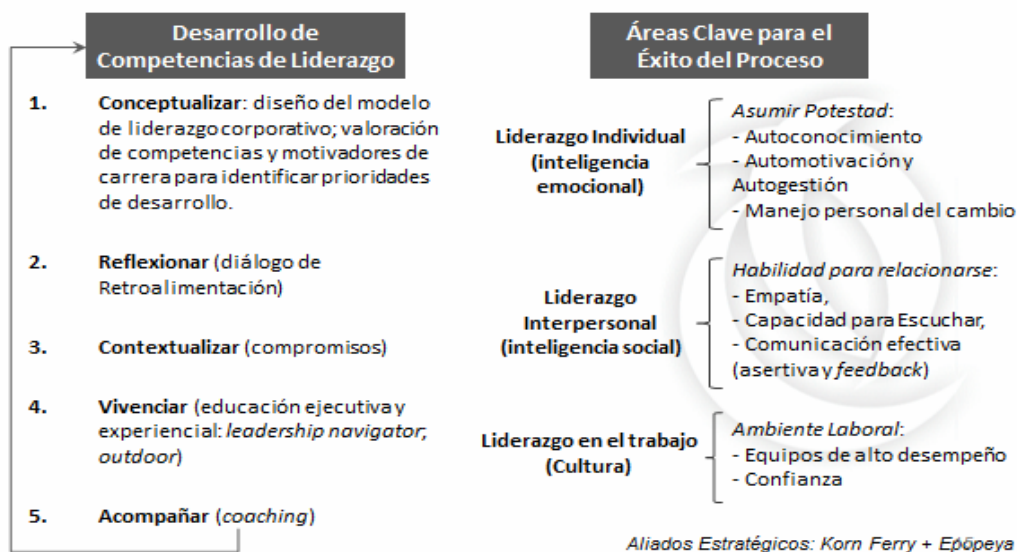 Desarrollo de
Competencias de Liderazgo
1. Conceptualizar: diseño del modelo
de liderazgo corporativo; valoración
de competencias y motivadores de
carrera para identificar prioridades
de desarrollo.
2. Reflexionar (diálogo de
Retroalimentación)
3. Contextualizar (compromisos)
4. Vivenciar (educación ejecutiva y
experiencial: leadership navigator,
outdoor)
5. Acompañar (coaching)
Áreas Clave para el
Éxito del Proceso
Liderazgo Individual
(inteligencia
emocional)
Asumir Potestad:
- Autoconocimiento
- Automotivación y
Autogestión
- Manejo personal del cambio
Liderazgo
Interpersonal
(inteligencia social)
Habilidad para relacionarse:
- Empatía,
- Capacidad para Escuchar,
- Comunicación efectiva
(asertiva y feedback)
Liderazgo en el trabajo
(Cultura)
Ambiente Laboral:
- Equipos de alto desempeño
- Confianza
Aliados Estratégicos: Korn Ferry + Epopeya